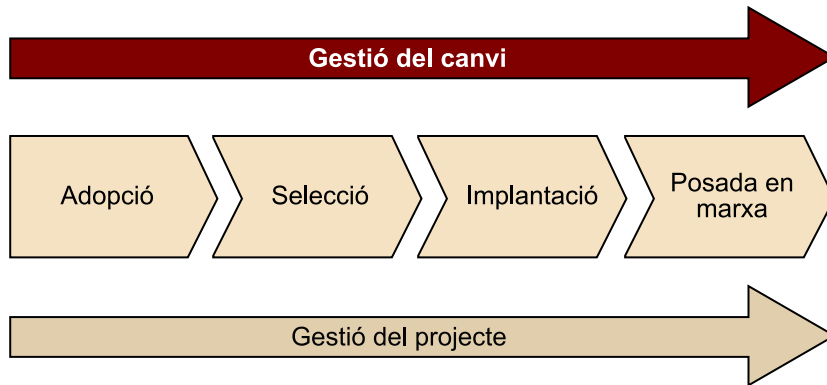 Gestió del canvi
Adopció
Selecció
Implantació
Posada en
marxa
Gestió del projecte